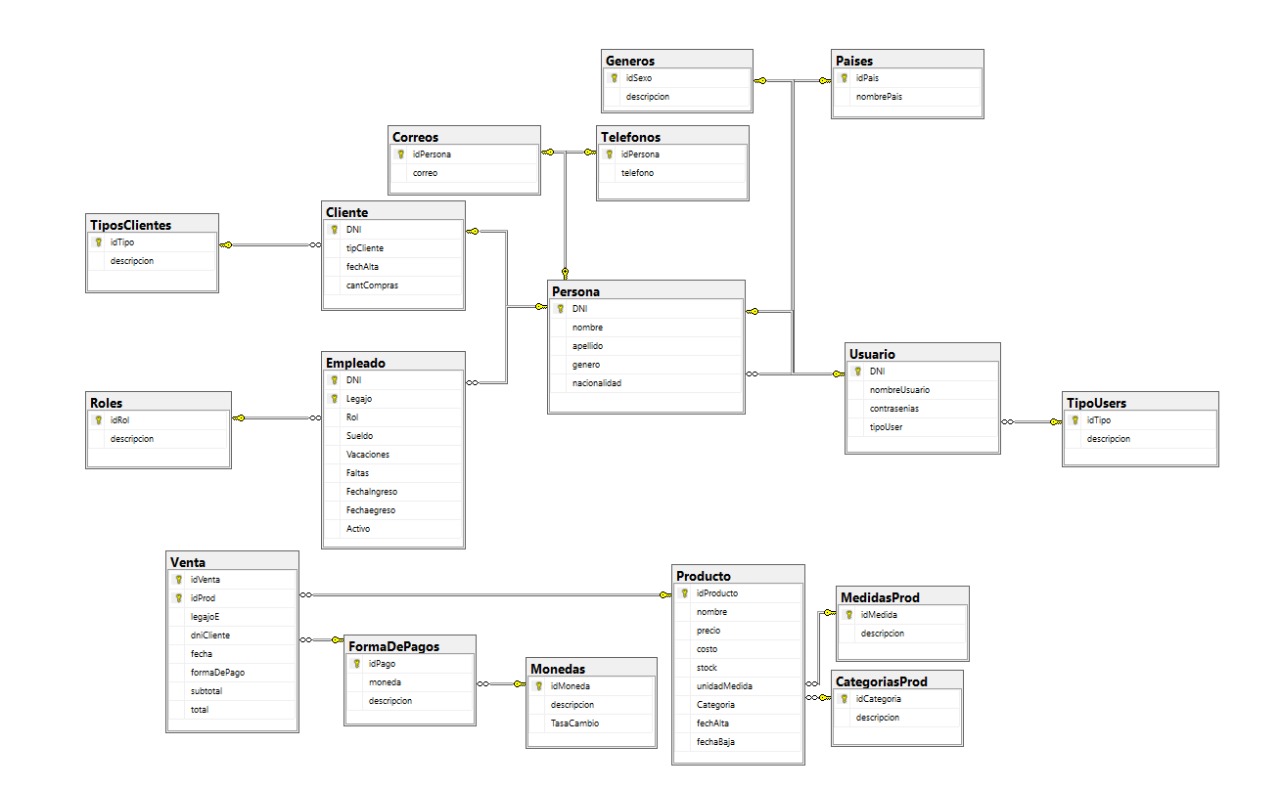 Generos
idSexo
descripcion
Paises
idPais
nombrePais
Correos
idPersona
correo
Telefonos
idPersona
telefono
TiposClientes
idTipo
descripcion
Cliente
DNI
tipCliente
fechAlta
cantCompras
Persona
DNI
nombre
apellido
genero
nacionalidad
Usuario
DNI
nombreUsuario
contrasenias
tipoUser
TipoUsers
idTipo
descripcion
Roles
idRol
descripcion
Empleado
DNI
Legajo
Rol
Sueldo
Vacaciones
Faltas
FechaIngreso
Fechaegreso
Activo
Venta
idVenta
idProd
legajoE
dniCliente
fecha
formaDePago
subtotal
total
FormaDePagos
idPago
moneda
descripcion
Monedas
idMoneda
descripcion
TasaCambio
Producto
idProducto
nombre
precio
costo
stock
unidadMedida
Categoria
fechAlta
fechaBaja
MedidasProd
idMedida
descripcion
CategoriasProd
idCategoria
descripcion